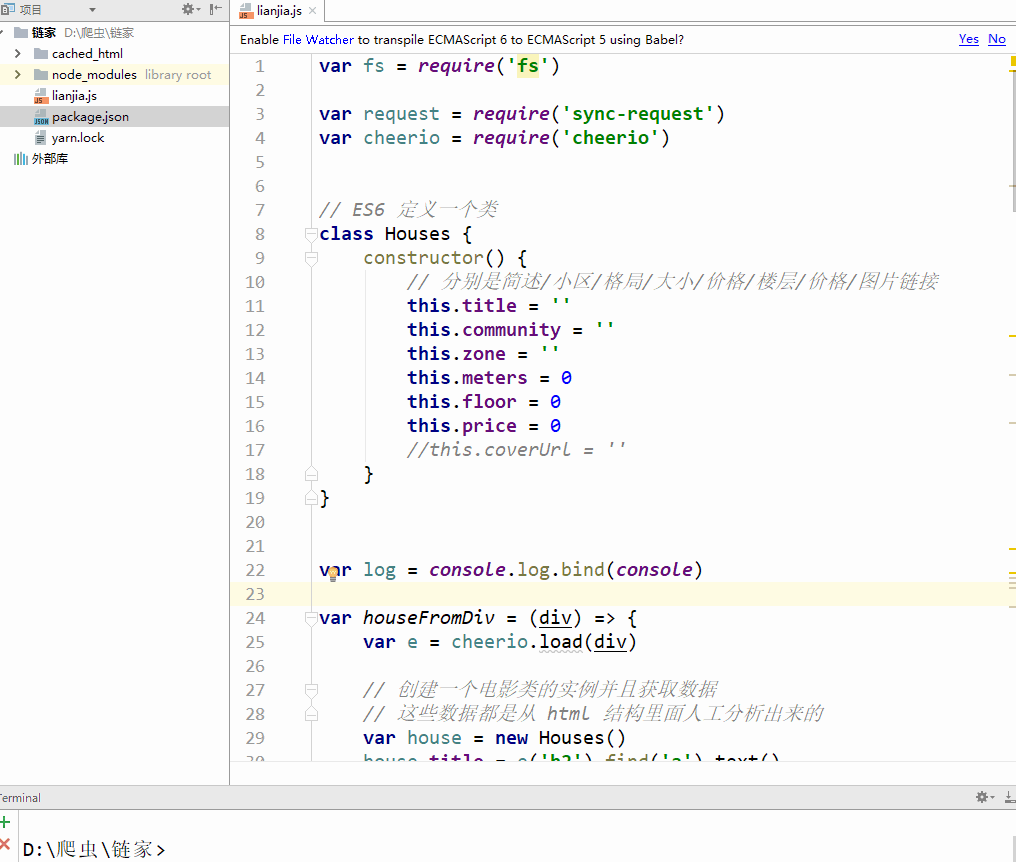 项目
链家 D:\爬虫\链家
cached_html
node_modules library root
lianjia.js
package.json
yarn.lock
外部库
lianjia.js
Enable File Watcher to transpile ECMAScript 6 to ECMAScript 5 using Babel? Yes No
1 var fs = require('fs')
2
3 var request = require('sync-request')
4 var cheerio = require('cheerio')
5
6
7 // ES6 定义一个类
8 class Houses {
9 constructor() {
10 // 分别是简述/小区/格局/大小/价格/楼层/价格/图片链接
11 this.title = ''
12 this.community = ''
13 this.zone = ''
14 this.meters = 0
15 this.floor = 0
16 this.price = 0
17 //this.coverUrl = ''
18 }
19 }
20
21
22 var log = console.log.bind(console)
23
24 var houseFromDiv = (div) => {
25 var e = cheerio.load(div)
26
27 // 创建一个电影类的实例并且获取数据
28 // 这些数据都是从 html 结构里面人工分析出来的
29 var house = new Houses()
30 house.title = e('h2').find('a').text()
Terminal
D:\爬虫\链家>